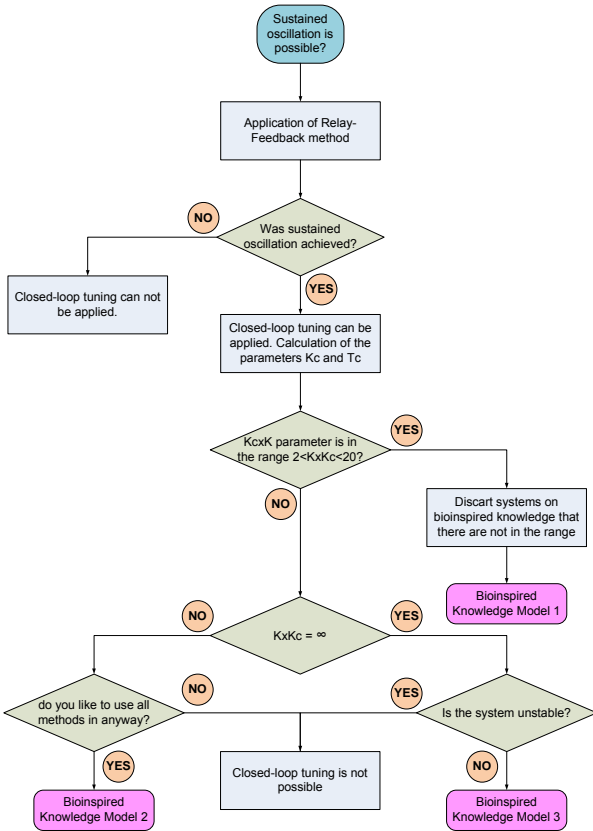 Sustained
oscillation is
possible?
Application of Relay-
Feedback method
NO
Was sustained
oscillation achieved?
YES
Closed-loop tuning can not
be applied.
Closed-loop tuning can be
applied. Calculation of the
parameters Kc and Tc
YES
KcxK parameter is in
the range 2<KxKc<20?
NO
Discart systems on
bioinspired knowledge that
there are not in the range
Bioinspired
Knowledge Model 1
NO
KxKc = ∞
YES
do you like to use all
methods in anyway?
NO
YES
Is the system unstable?
YES
Closed-loop tuning is not
possible
NO
Bioinspired
Knowledge Model 2
Bioinspired
Knowledge Model 3